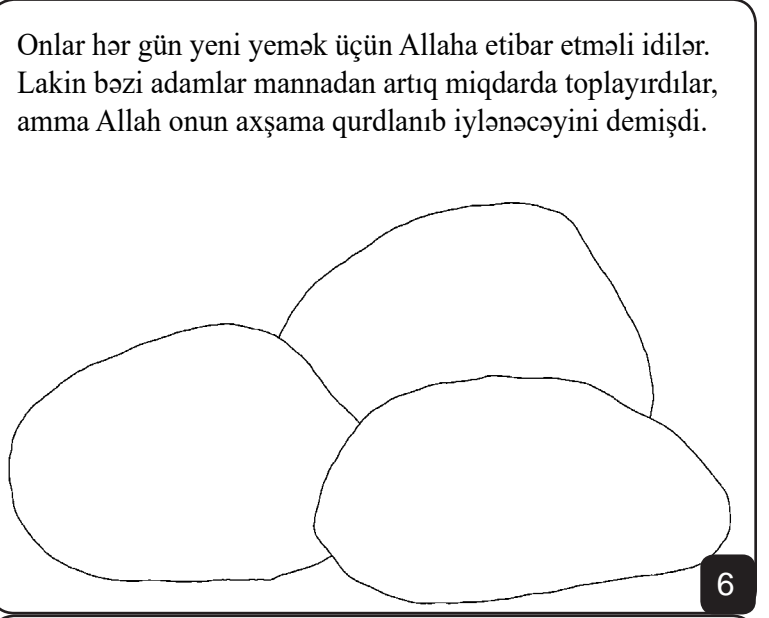 Onlar hər gün yeni yemək üçün Allaha etibar etməli idilər.
Lakin bəzi adamlar mannadan artıq miqdarda toplayırdılar,
amma Allah onun axşama qurdlanıb iylənəcəyini demişdi.
6